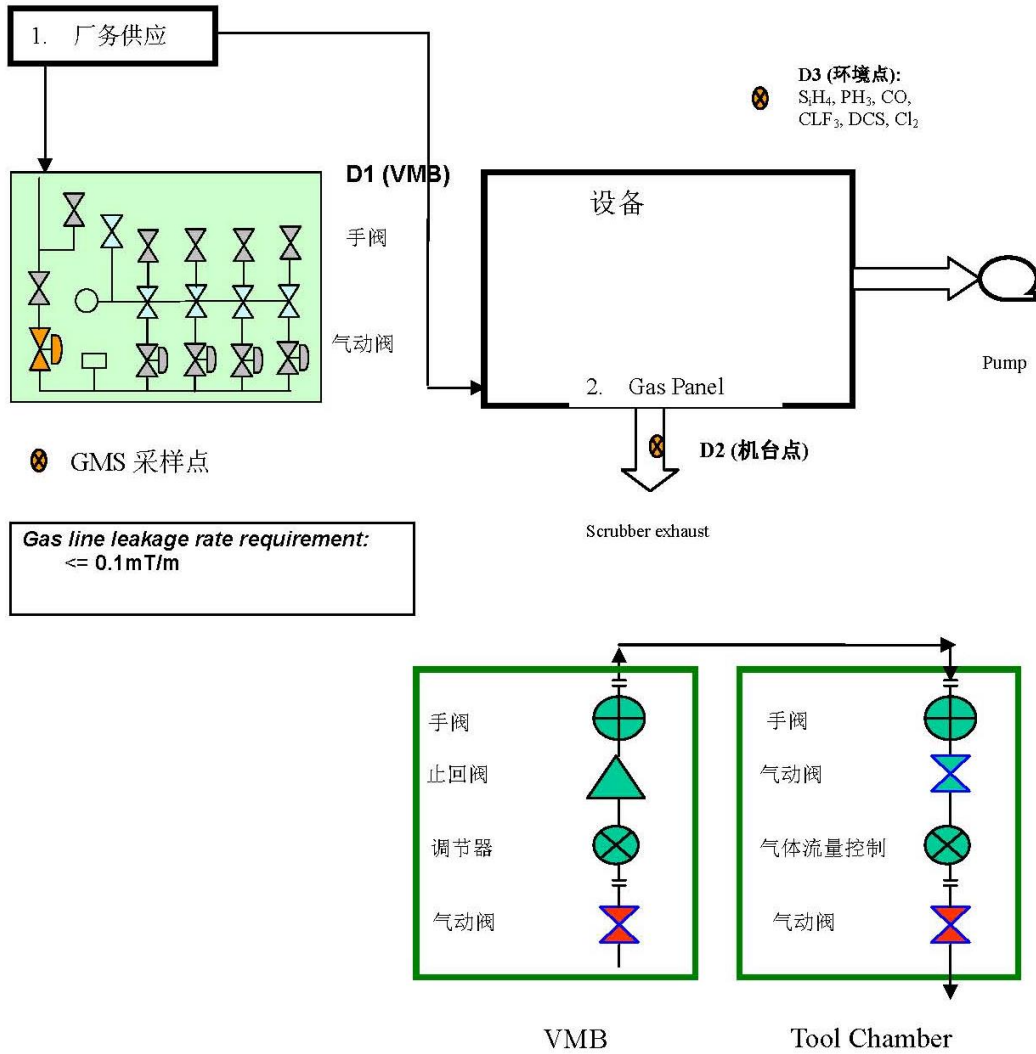 1. 厂务供应
D3 (环境点):
SᵢH₄, PH₃, CO,
CLF₃, DCS, Cl₂
D1 (VMB)
手阀
气动阀
设备
2. Gas Panel
Pump
GMS 采样点
D2 (机台点)
Scrubber exhaust
Gas line leakage rate requirement:
<= 0.1mT/m
手阀
止回阀
调节器
气动阀
VMB
手阀
气动阀
气体流量控制
气动阀
Tool Chamber